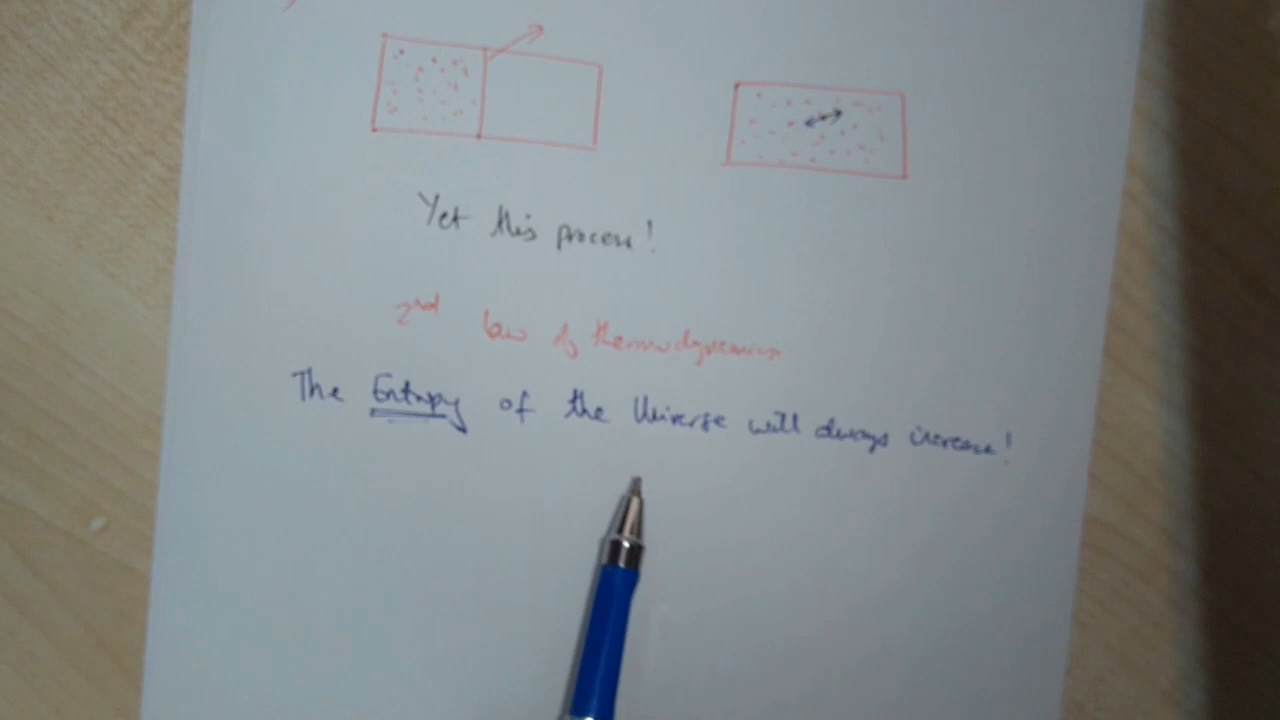 Yet this process!
2nd law of thermodynamics
The Entropy of the Universe will always increase!